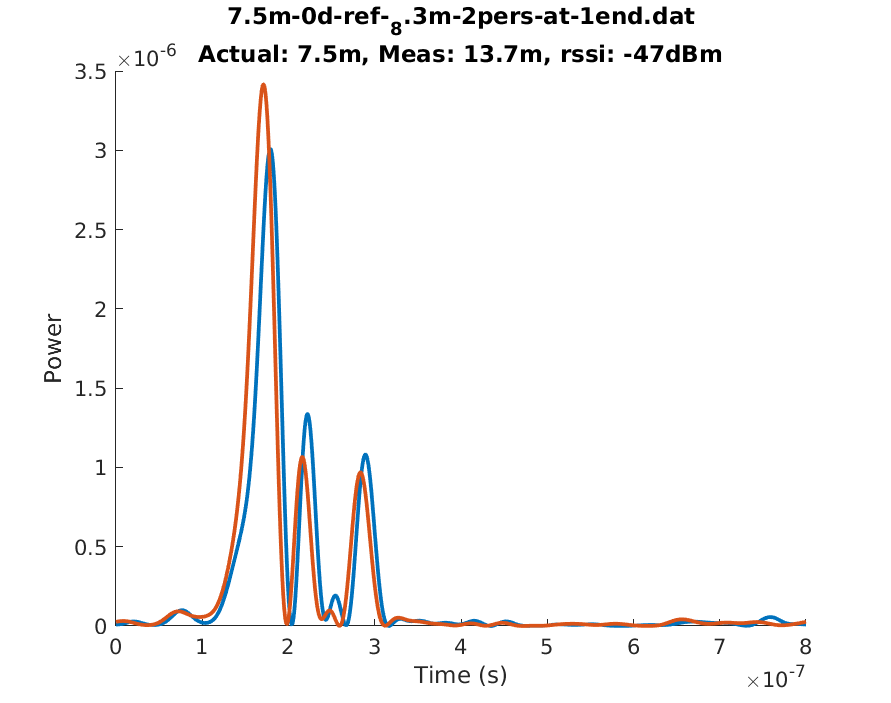 7.5m-0d-ref-₈.3m-2pers-at-1end.dat
Actual: 7.5m, Meas: 13.7m, rssi: -47dBm
×10⁻⁶
3.5
3
2.5
2
1.5
1
0.5
0
Power
0 1 2 3 4 5 6 7 8
Time (s)
×10⁻⁷